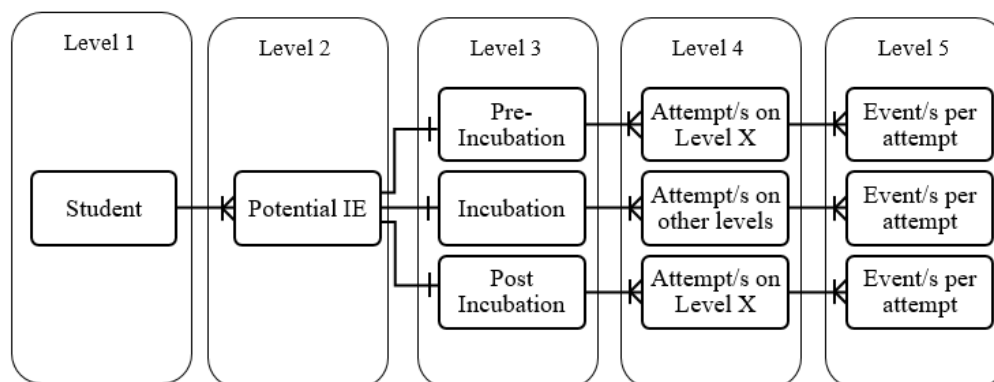 Level 1
Level 2
Level 3
Level 4
Level 5
Student
Potential IE
Pre-
Incubation
Attempt/s on
Level X
Event/s per
attempt
Incubation
Attempt/s on
other levels
Event/s per
attempt
Post
Incubation
Attempt/s on
Level X
Event/s per
attempt